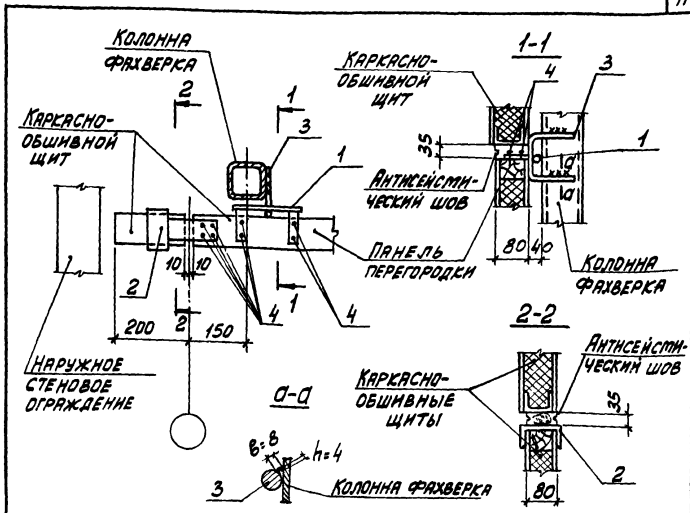 КОЛОННА
ФАХВЕРКА
2
1
КАРКАСНО-
ОБШИВНОЙ
ЩИТ
3
1
10
10
2
2
1
4
4
200
150
НАРУЖНОЕ
СТЕНОВОЕ
ОГРАЖДЕНИЕ
1-1
КАРКАСНО-
ОБШИВНОЙ
ЩИТ
4
3
35
1
а
а
АНТИСЕЙСМИ-
ЧЕСКИЙ ШОВ
ПАНЕЛЬ
ПЕРЕГОРОДКИ
80
40
КОЛОННА
ФАХВЕРКА
2-2
АНТИСЕЙСМИ-
ЧЕСКИЙ ШОВ
КАРКАСНО-
ОБШИВНЫЕ
ЩИТЫ
35
2
80
а-а
в=8
h=4
3
КОЛОННА ФАХВЕРКА